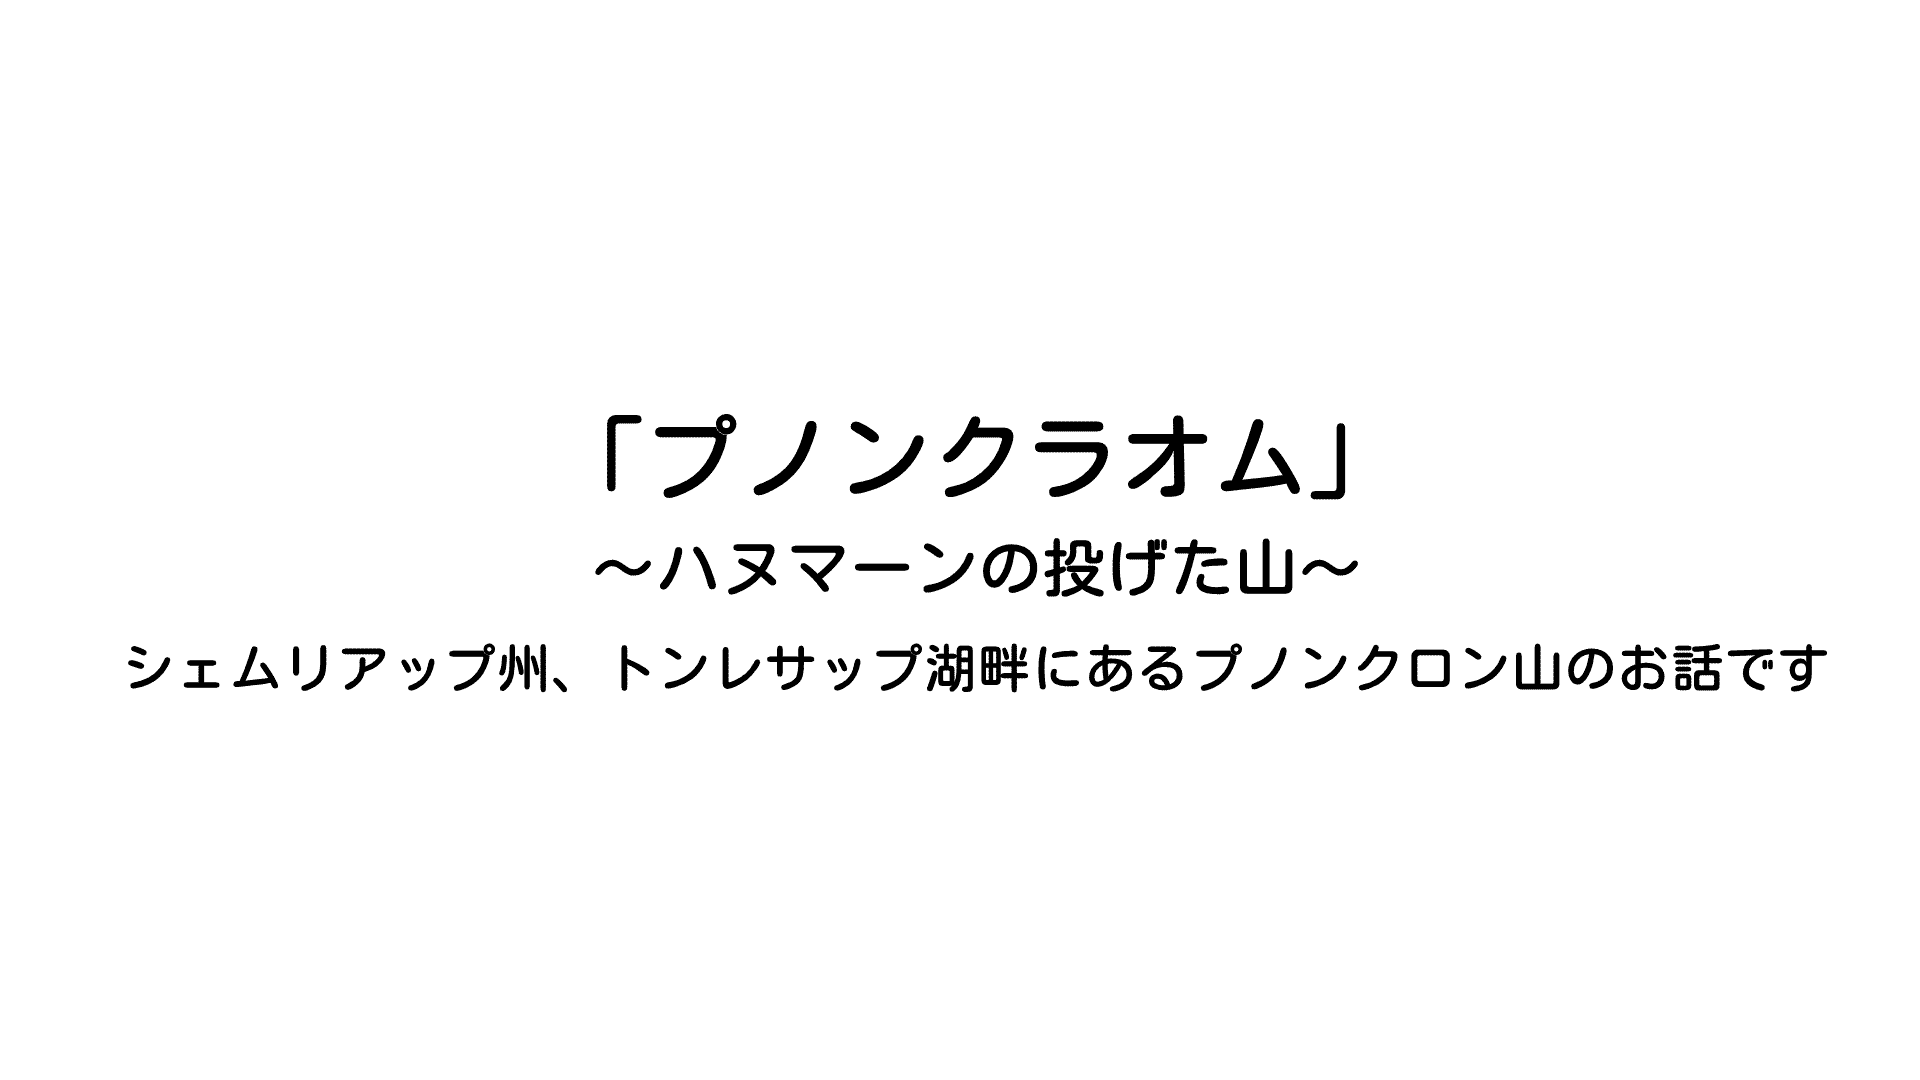 「プノンクラオム」
～ハヌマーンの投げた山～
シェムリアップ州、トンレサップ湖畔にあるプノンクロン山のお話です